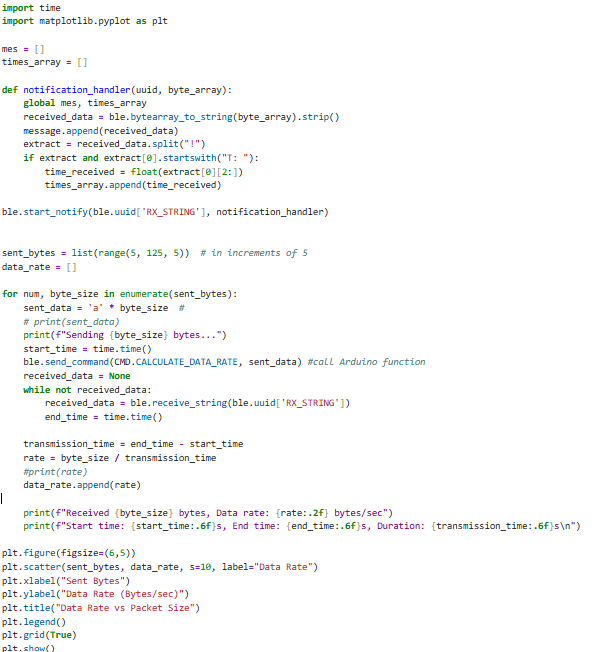 import time
import matplotlib.pyplot as plt
mes = []
times_array = []
def notification_handler(uuid, byte_array):
    global mes, times_array
    received_data = ble.bytearray_to_string(byte_array).strip()
    message.append(received_data)
    extract = received_data.split("!")
    if extract and extract[0].startswith("T: "):
        time_received = float(extract[0][2:])
        times_array.append(time_received)
ble.start_notify(ble.uuid['RX_STRING'], notification_handler)
sent_bytes = list(range(5, 125, 5))  # in increments of 5
data_rate = []
for num, byte_size in enumerate(sent_bytes):
    sent_data = 'a' * byte_size  #
    # print(sent_data)
    print(f"Sending {byte_size} bytes...")
    start_time = time.time()
    ble.send_command(CMD.CALCULATE_DATA_RATE, sent_data) #call Arduino function
    received_data = None
    while not received_data:
        received_data = ble.receive_string(ble.uuid['RX_STRING'])
        end_time = time.time()
    transmission_time = end_time - start_time
    rate = byte_size / transmission_time
    #print(rate)
    data_rate.append(rate)
    print(f"Received {byte_size} bytes, Data rate: {rate:.2f} bytes/sec")
    print(f"Start time: {start_time:.6f}s, End time: {end_time:.6f}s, Duration: {transmission_time:.6f}s\n")
plt.figure(figsize=(6,5))
plt.scatter(sent_bytes, data_rate, s=10, label="Data Rate")
plt.xlabel("Sent Bytes")
plt.ylabel("Data Rate (Bytes/sec)")
plt.title("Data Rate vs Packet Size")
plt.legend()
plt.grid(True)
plt.show()